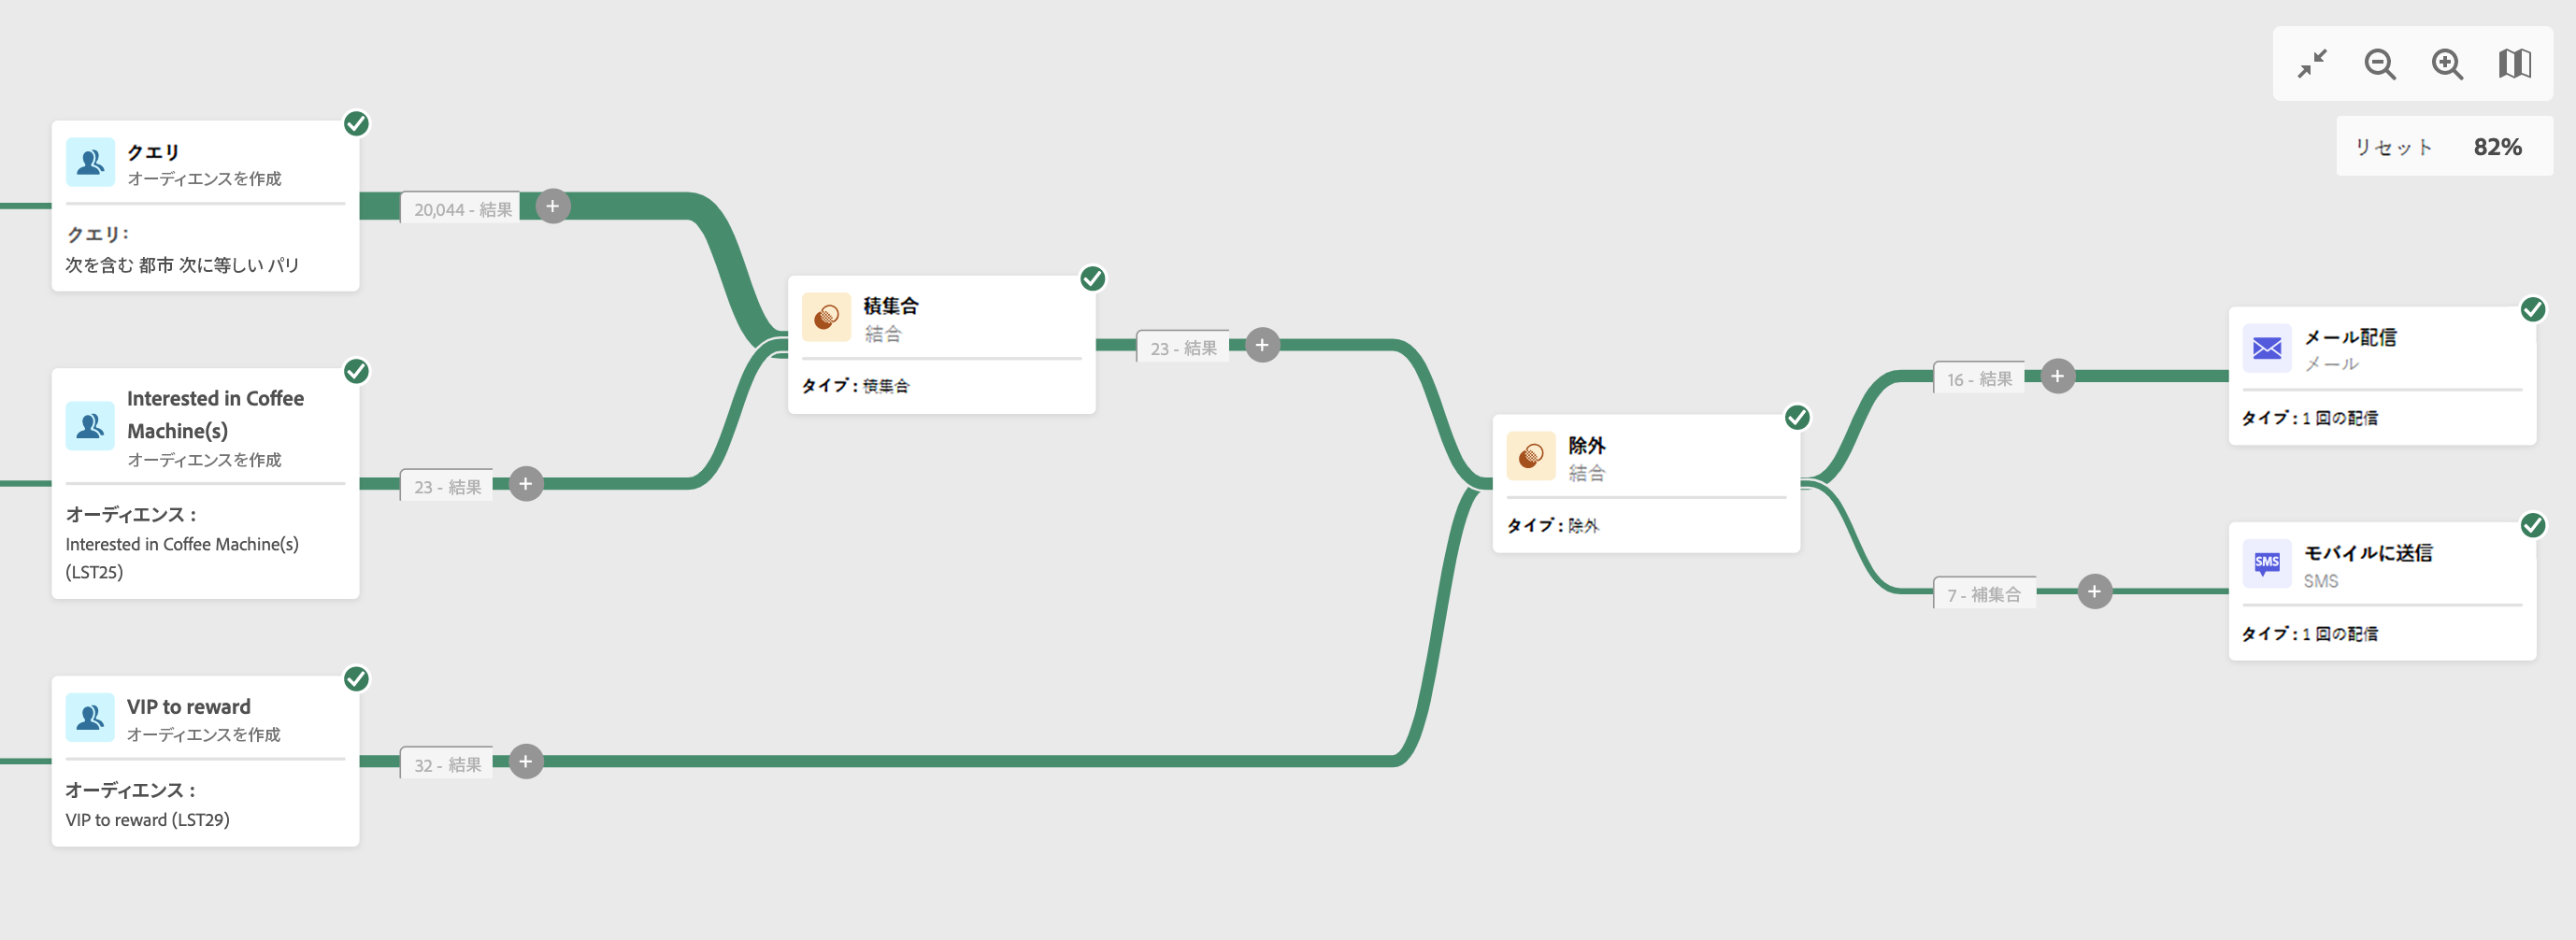 リセット 82%
クエリ
オーディエンスを作成
クエリ:
次を含む 都市 次に等しい パリ
20,044 - 結果
Interested in Coffee
Machine(s)
オーディエンスを作成
オーディエンス :
Interested in Coffee Machine(s)
(LST25)
23 - 結果
VIP to reward
オーディエンスを作成
オーディエンス :
VIP to reward (LST29)
32 - 結果
積集合
結合
タイプ : 積集合
23 - 結果
除外
結合
タイプ : 除外
16 - 結果
7 - 補集合
メール配信
メール
タイプ : 1 回の配信
SMS
モバイルに送信
SMS
タイプ : 1 回の配信